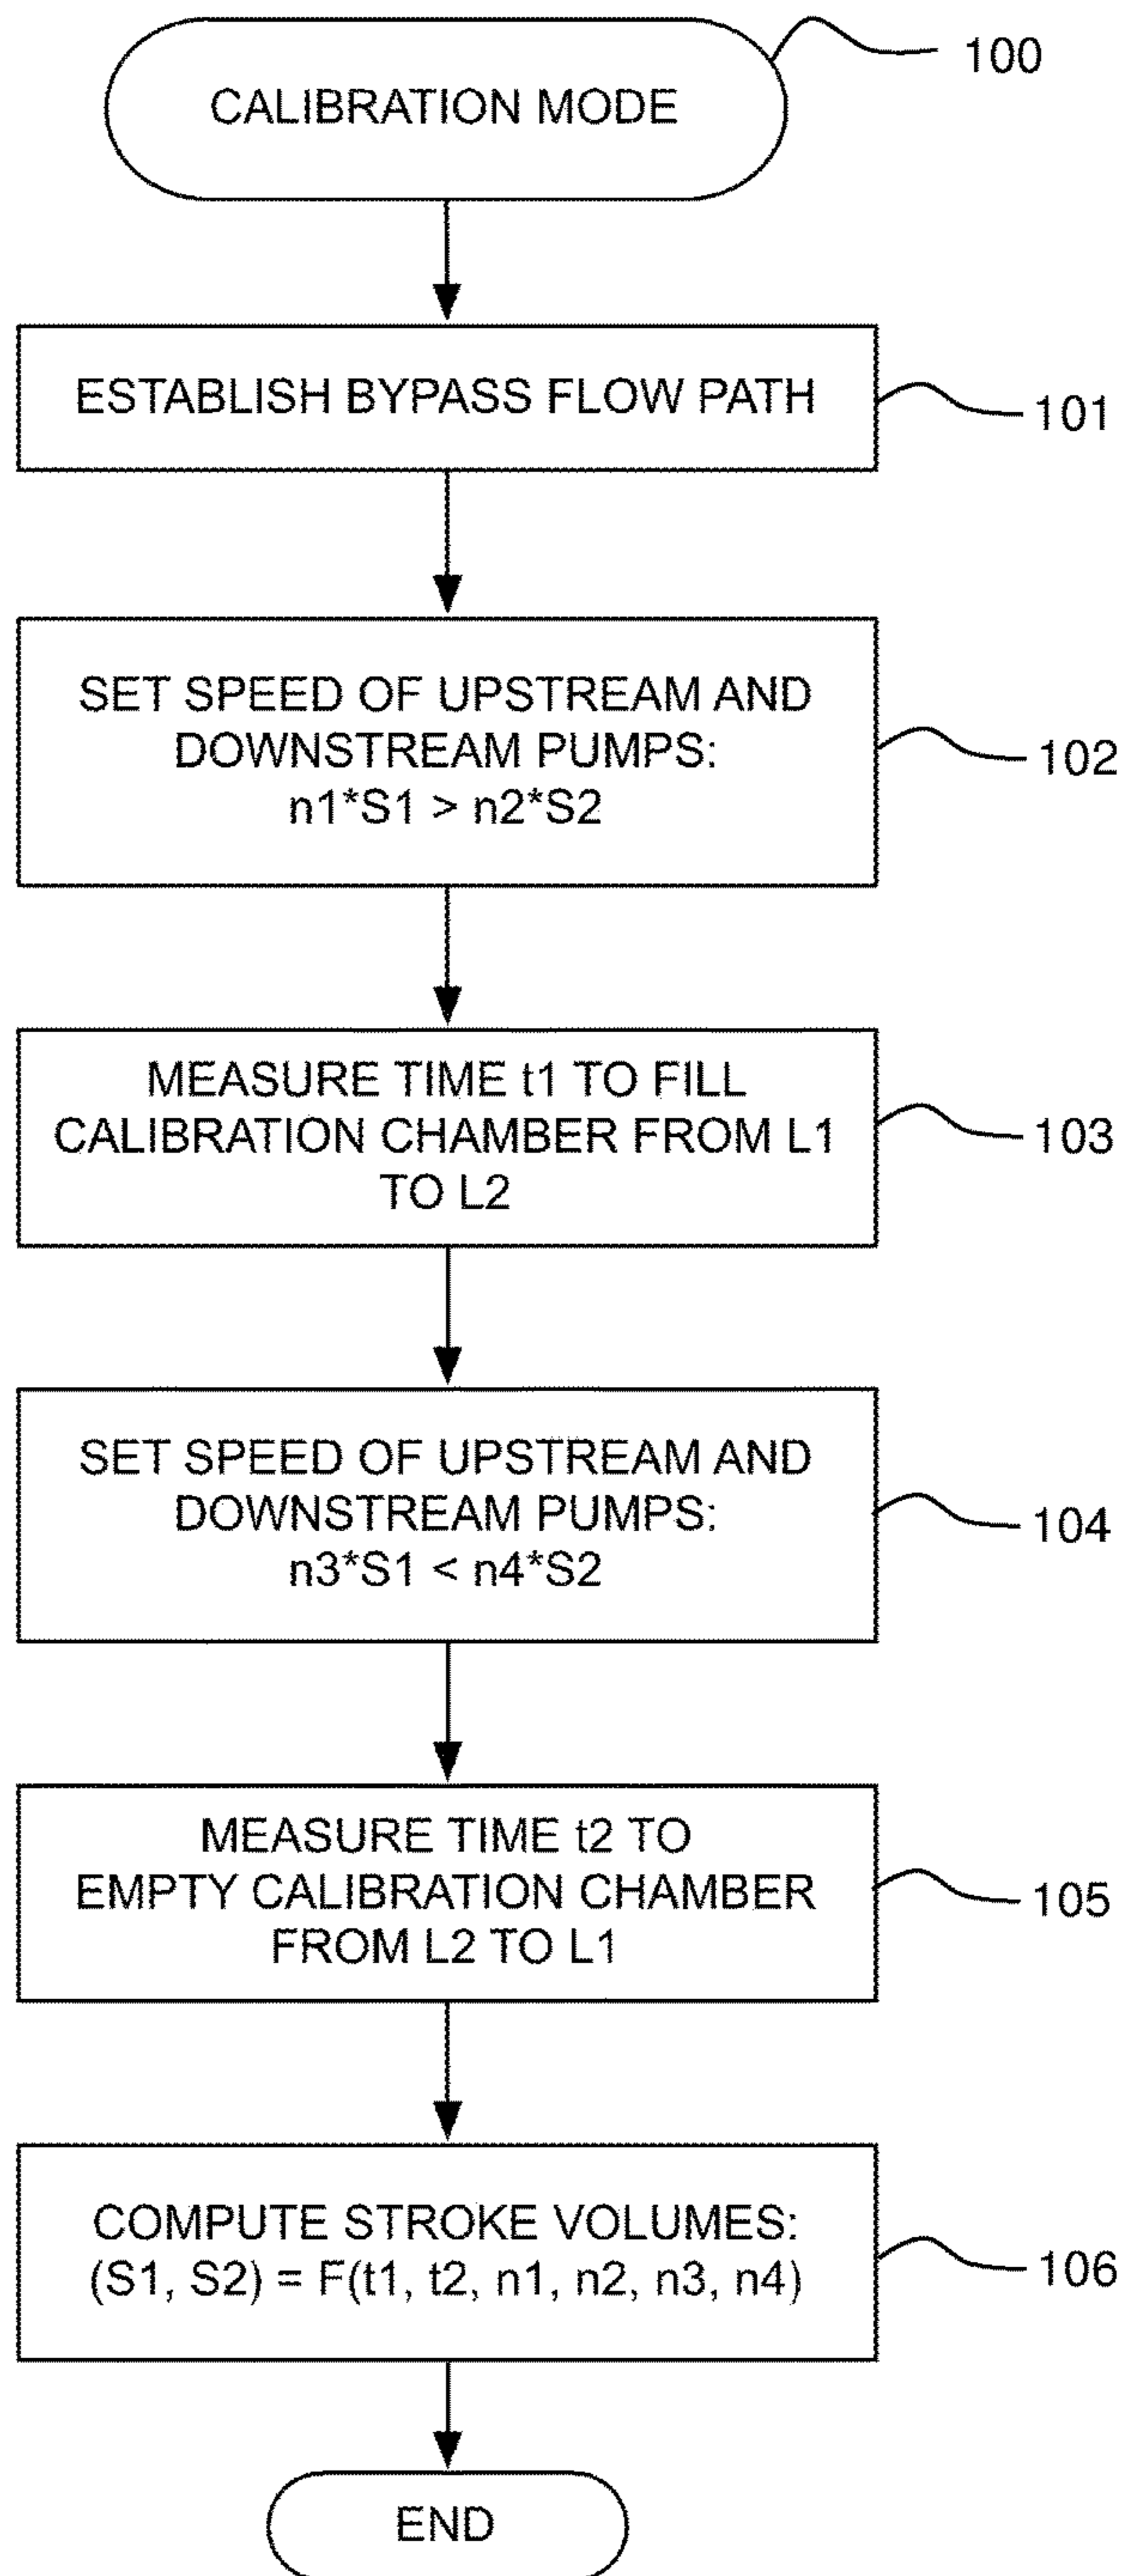 CALIBRATION MODE
100
ESTABLISH BYPASS FLOW PATH
101
SET SPEED OF UPSTREAM AND
DOWNSTREAM PUMPS:
n1*S1 > n2*S2
102
MEASURE TIME t1 TO FILL
CALIBRATION CHAMBER FROM L1
TO L2
103
SET SPEED OF UPSTREAM AND
DOWNSTREAM PUMPS:
n3*S1 < n4*S2
104
MEASURE TIME t2 TO
EMPTY CALIBRATION CHAMBER
FROM L2 TO L1
105
COMPUTE STROKE VOLUMES:
(S1, S2) = F(t1, t2, n1, n2, n3, n4)
106
END